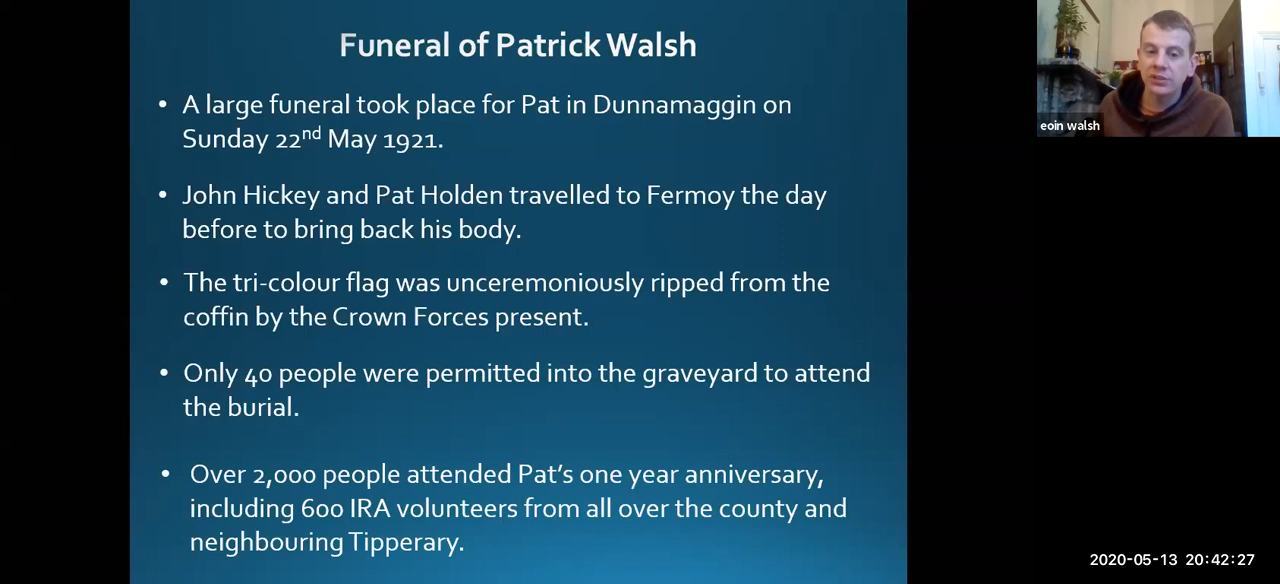 Funeral of Patrick Walsh
• A large funeral took place for Pat in Dunnamaggin on
Sunday 22nd May 1921.
• John Hickey and Pat Holden travelled to Fermoy the day
before to bring back his body.
• The tri-colour flag was unceremoniously ripped from the
coffin by the Crown Forces present.
• Only 40 people were permitted into the graveyard to attend
the burial.
• Over 2,000 people attended Pat's one year anniversary,
including 600 IRA volunteers from all over the county and
neighbouring Tipperary.
eoin walsh
2020-05-13 20:42:27